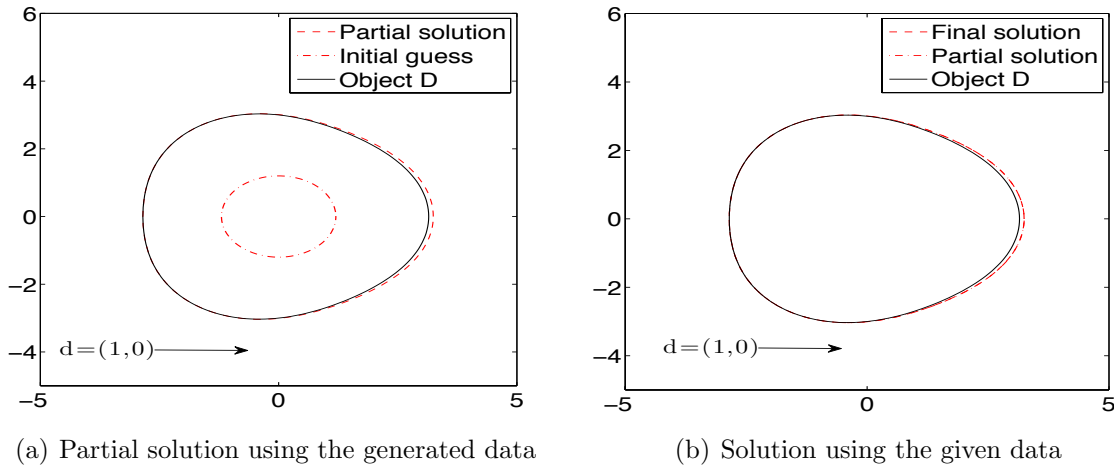 6
4
2
0
−2
−4
−5
0
5
Partial solution
Initial guess
Object D
d=(1,0)
(a) Partial solution using the generated data
6
4
2
0
−2
−4
−5
0
5
Final solution
Partial solution
Object D
d=(1,0)
(b) Solution using the given data